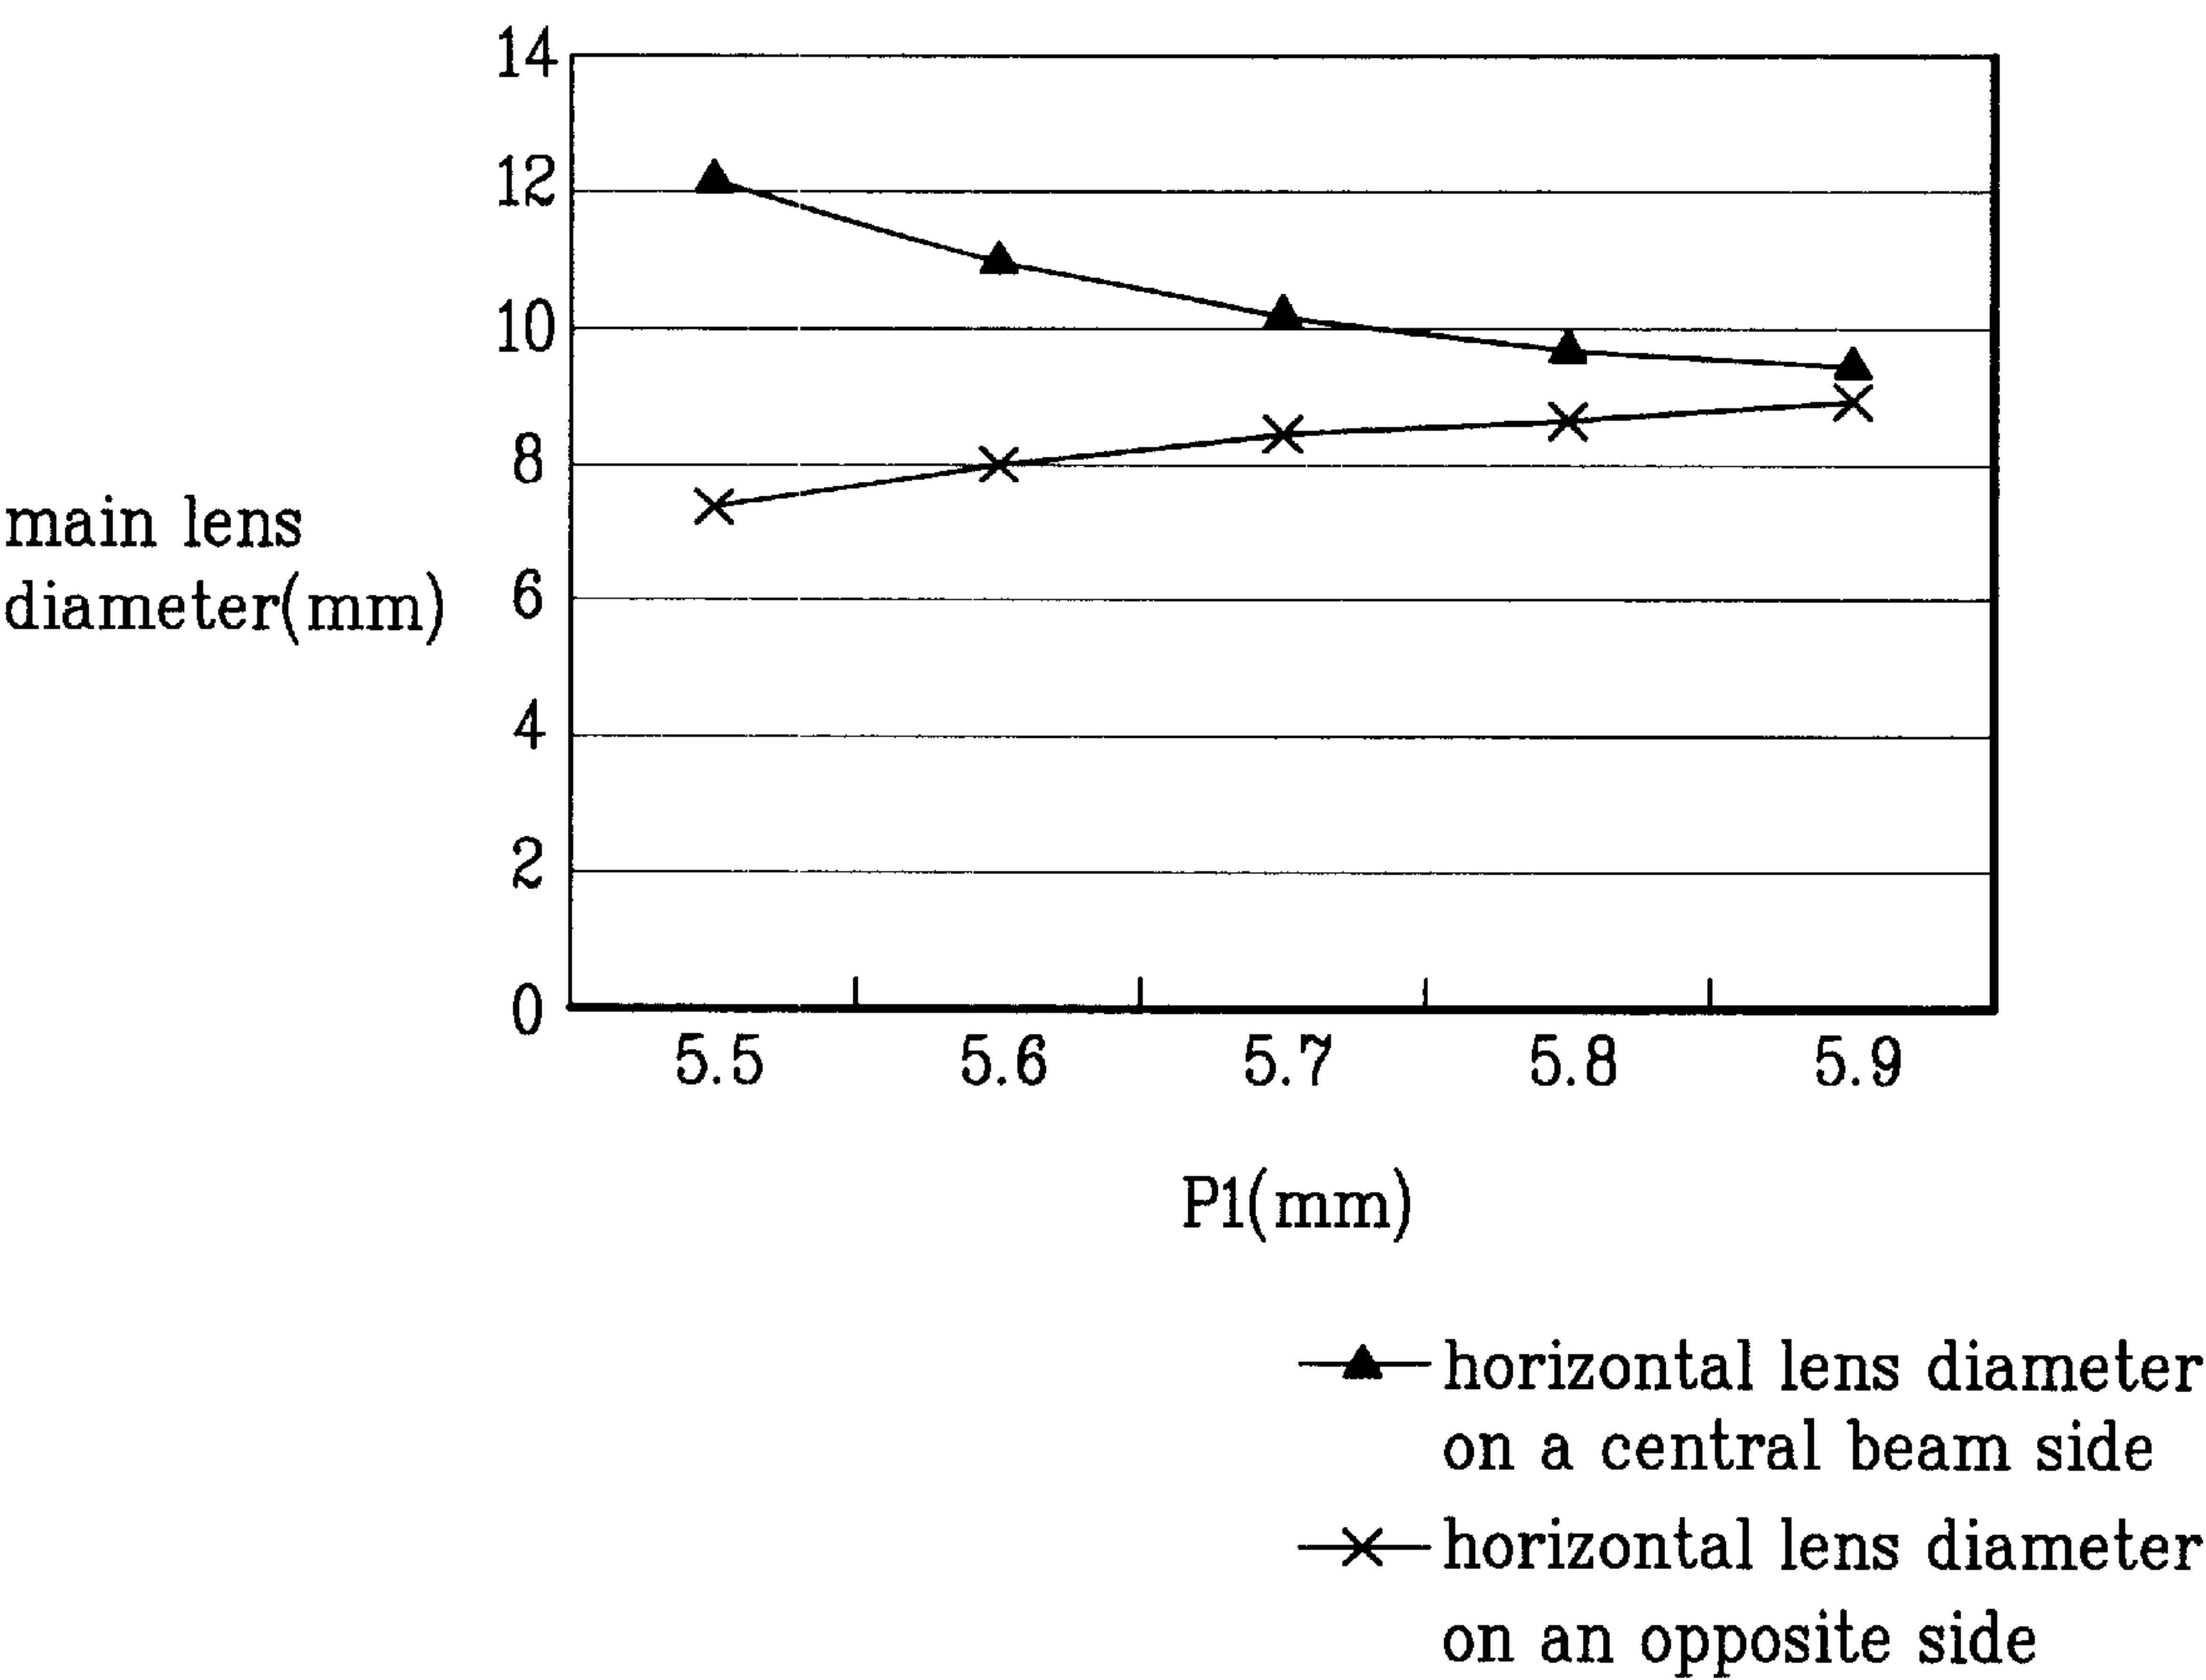 14
12
10
8
6
4
2
0
main lens
diameter(mm)
5.5 5.6 5.7 5.8 5.9
P1(mm)
horizontal lens diameter
on a central beam side
horizontal lens diameter
on an opposite side